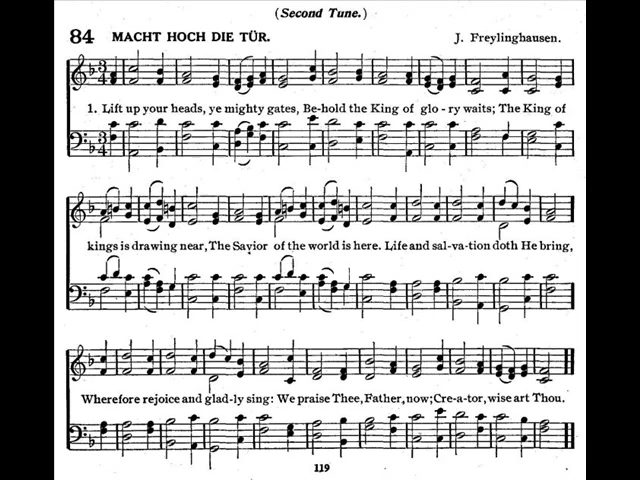 (Second Tune.)
84 MACHT HOCH DIE TÜR. J. Freylinghausen.
1. Lift up your heads, ye mighty gates, Be-hold the King of glo-ry waits; The King of
kings is drawing near, The Savior of the world is here. Life and sal-va-tion doth He bring,
Wherefore rejoice and glad-ly sing: We praise Thee, Father, now; Cre-a-tor, wise art Thou.
119